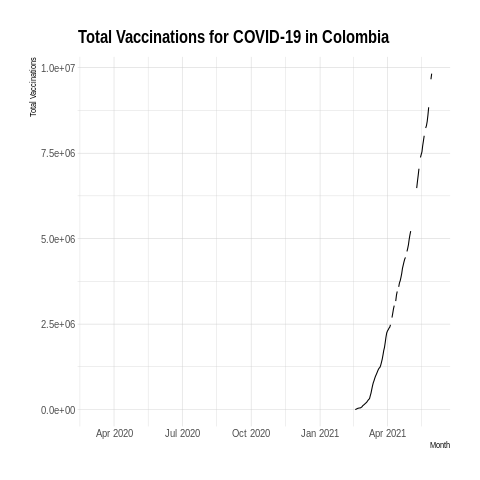 Total Vaccinations for COVID-19 in Colombia
Total Vaccinations
1.0e+07
7.5e+06
5.0e+06
2.5e+06
0.0e+00
Apr 2020 Jul 2020 Oct 2020 Jan 2021 Apr 2021
Month